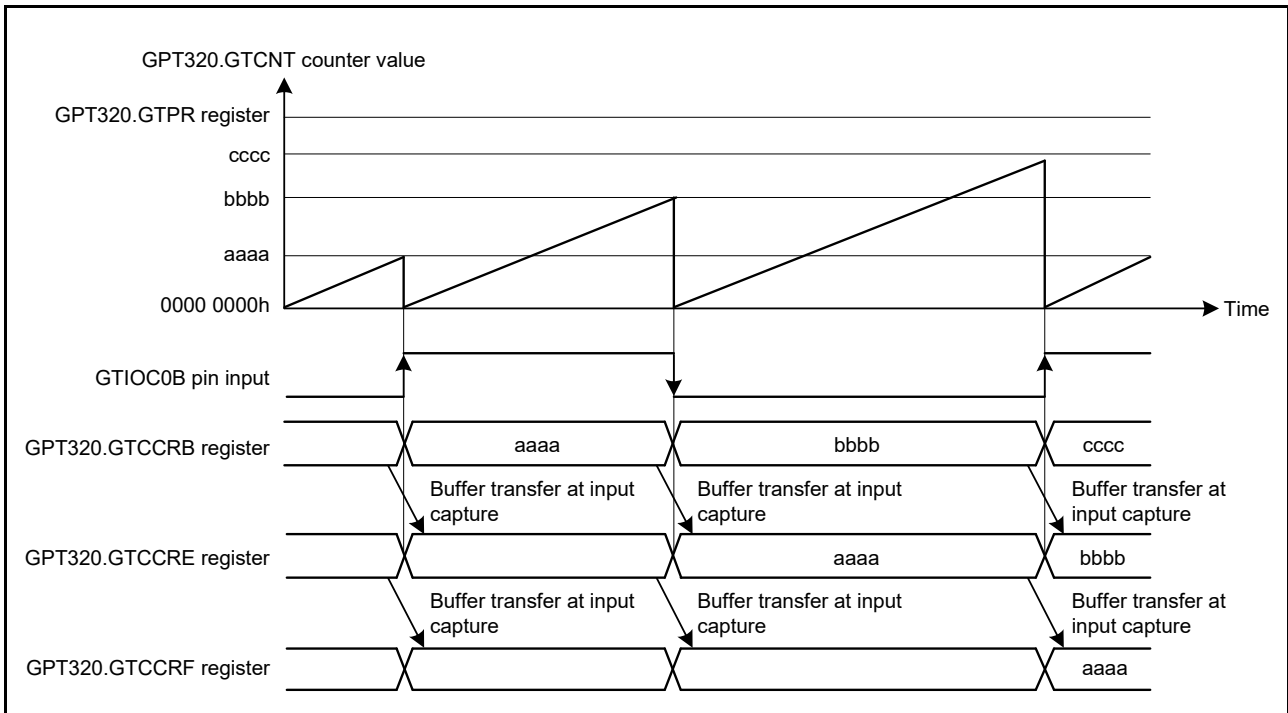 GPT320.GTCNT counter value
GPT320.GTPR register
cccc
bbbb
aaaa
0000 0000h
Time
GTIOC0B pin input
GPT320.GTCCRB register
aaaa
bbbb
cccc
Buffer transfer at input
capture
Buffer transfer at input
capture
Buffer transfer at
input capture
GPT320.GTCCRE register
aaaa
bbbb
Buffer transfer at input
capture
Buffer transfer at input
capture
Buffer transfer at
input capture
GPT320.GTCCRF register
aaaa